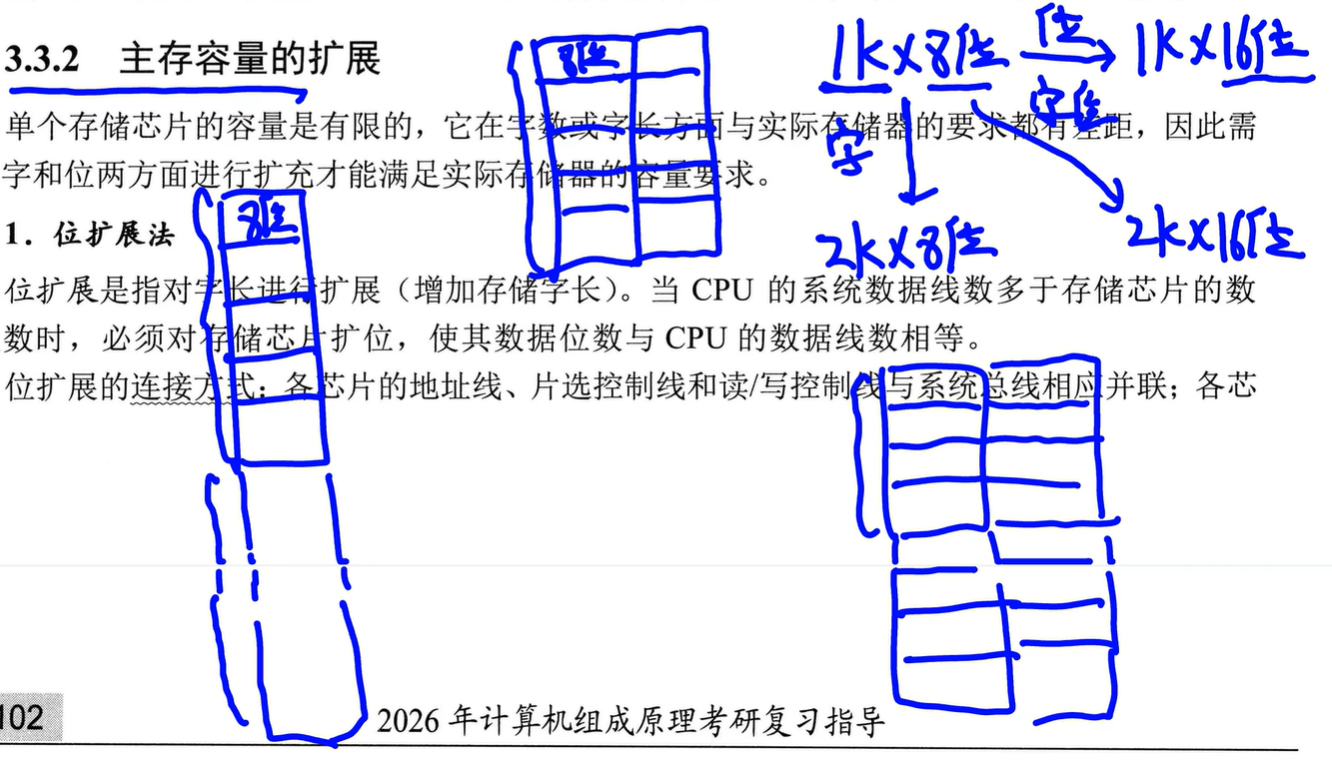 3.3.2 主存容量的扩展
8位
1K×8位 位 1K×16位
字位
单个存储芯片的容量是有限的，它在字数或字长方面与实际存储器的要求都有差距，因此需
字
字和位两方面进行扩充才能满足实际存储器的容量要求。
8位
2K×8位 2K×16位
1．位扩展法
位扩展是指对字长进行扩展（增加存储字长）。当 CPU 的系统数据线数多于存储芯片的数
数时，必须对存储芯片扩位，使其数据位数与 CPU 的数据线数相等。
位扩展的连接方式：各芯片的地址线、片选控制线和读/写控制线与系统总线相应并联；各芯
102
2026 年计算机组成原理考研复习指导